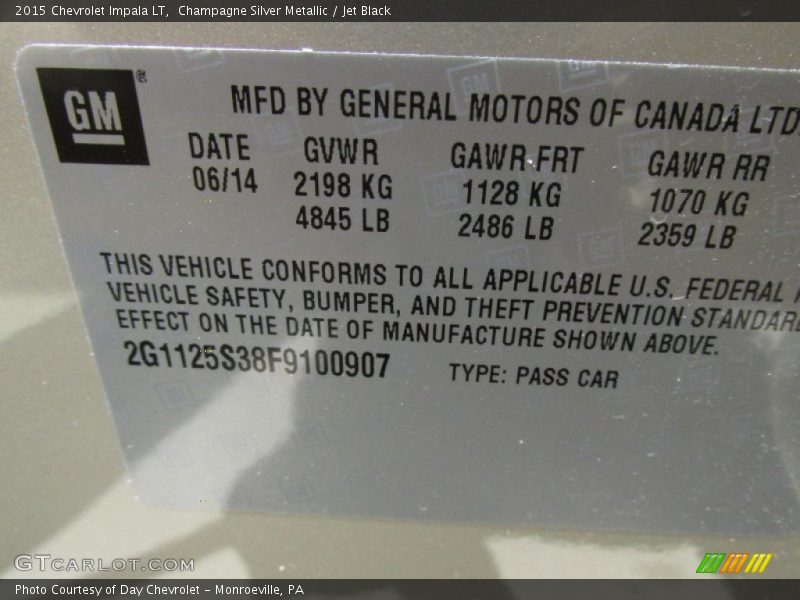 2015 Chevrolet Impala LT, Champagne Silver Metallic / Jet Black
GM ®
MFD BY GENERAL MOTORS OF CANADA LTD
DATE GVWR GAWR FRT GAWR RR
06/14 2198 KG 1128 KG 1070 KG
4845 LB 2486 LB 2359 LB
THIS VEHICLE CONFORMS TO ALL APPLICABLE U.S. FEDERAL
VEHICLE SAFETY, BUMPER, AND THEFT PREVENTION STANDARD
EFFECT ON THE DATE OF MANUFACTURE SHOWN ABOVE.
2G1125S38F9100907 TYPE: PASS CAR
GTCARLOT.COM
Photo Courtesy of Day Chevrolet - Monroeville, PA